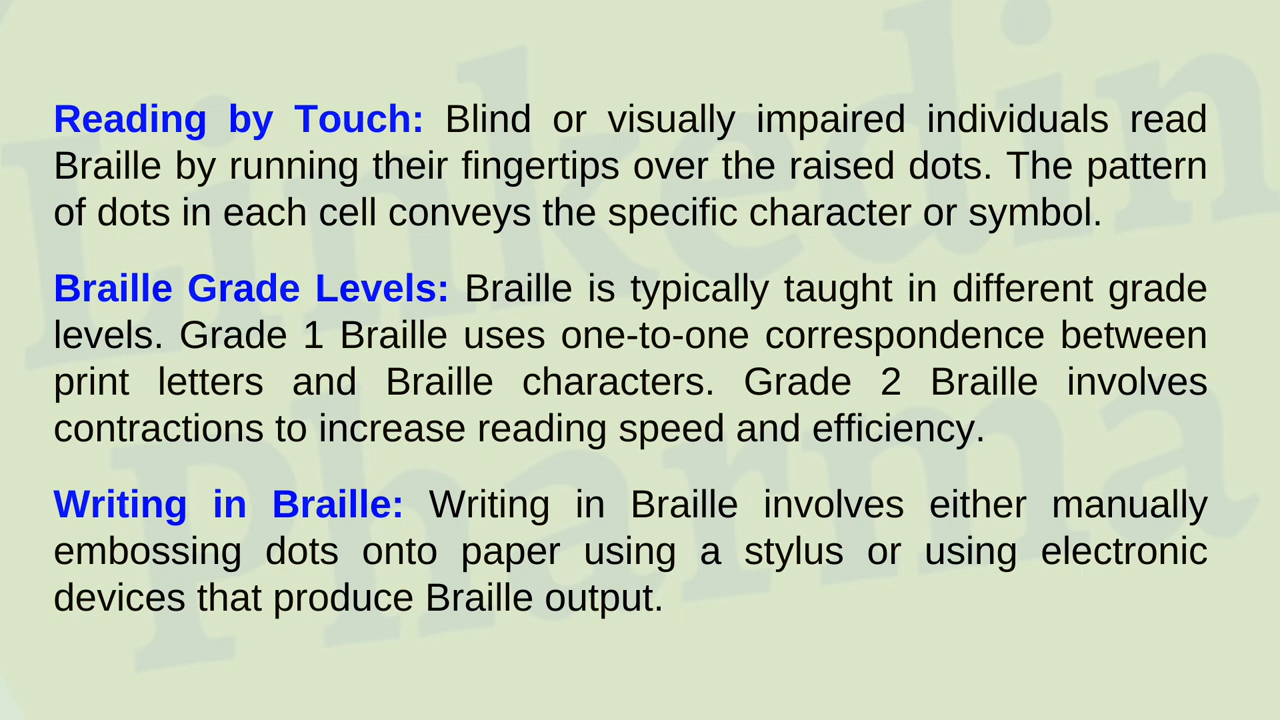 Reading by Touch: Blind or visually impaired individuals read
Braille by running their fingertips over the raised dots. The pattern
of dots in each cell conveys the specific character or symbol.
Braille Grade Levels: Braille is typically taught in different grade
levels. Grade 1 Braille uses one-to-one correspondence between
print letters and Braille characters. Grade 2 Braille involves
contractions to increase reading speed and efficiency.
Writing in Braille: Writing in Braille involves either manually
embossing dots onto paper using a stylus or using electronic
devices that produce Braille output.
Linkedin
Pharma